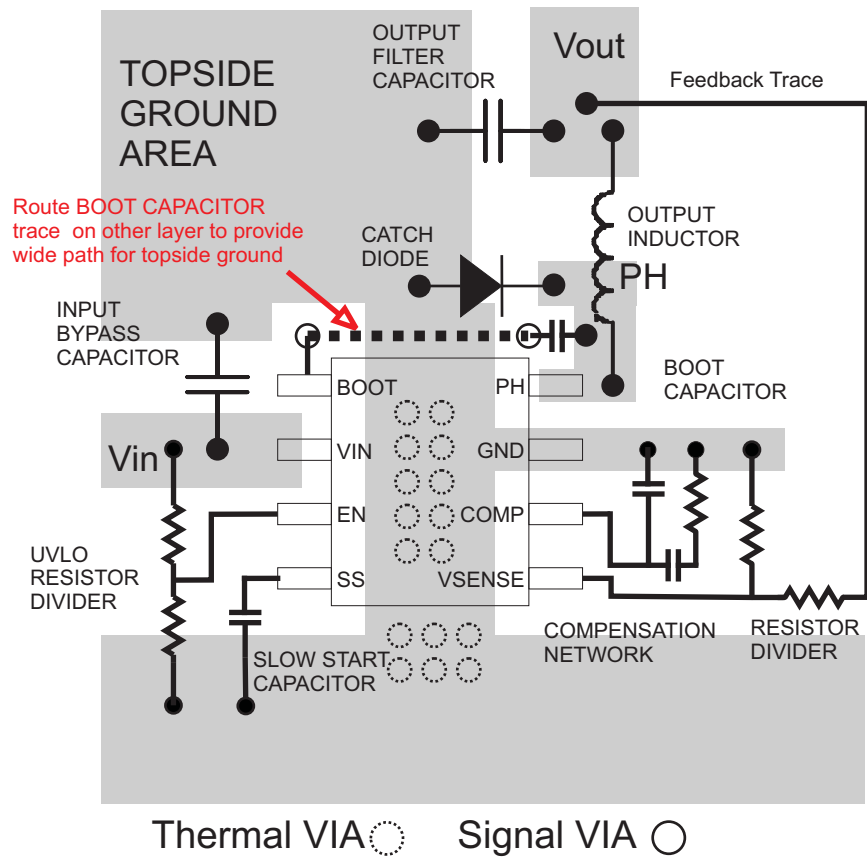 OUTPUT
FILTER
CAPACITOR
Vout
TOPSIDE
GROUND
AREA
Feedback Trace
Route BOOT CAPACITOR
trace on other layer to provide
wide path for topside ground
OUTPUT
INDUCTOR
CATCH
DIODE
PH
INPUT
BYPASS
CAPACITOR
BOOT
CAPACITOR
BOOT
PH
Vin
VIN
GND
EN
COMP
UVLO
RESISTOR
DIVIDER
SS
VSENSE
SLOW START
CAPACITOR
COMPENSATION
NETWORK
RESISTOR
DIVIDER
Thermal VIA
Signal VIA